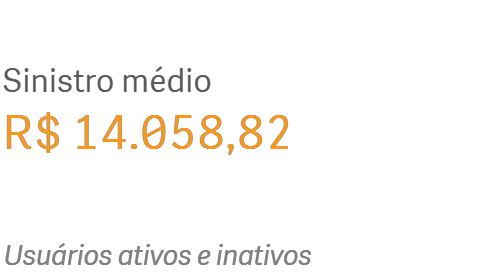 Sinistro médio
R$ 14.058,82
Usuários ativos e inativos